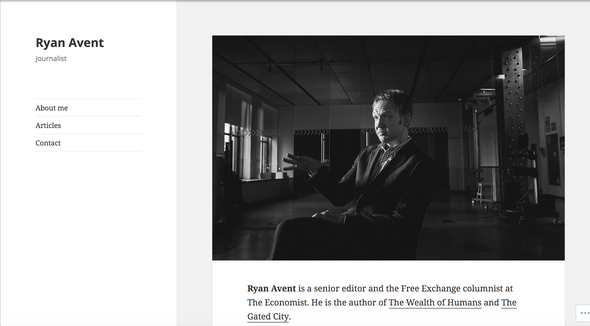 Ryan Avent
Journalist
About me
Articles
Contact
Ryan Avent is a senior editor and the Free Exchange columnist at
The Economist. He is the author of The Wealth of Humans and The
Gated City.